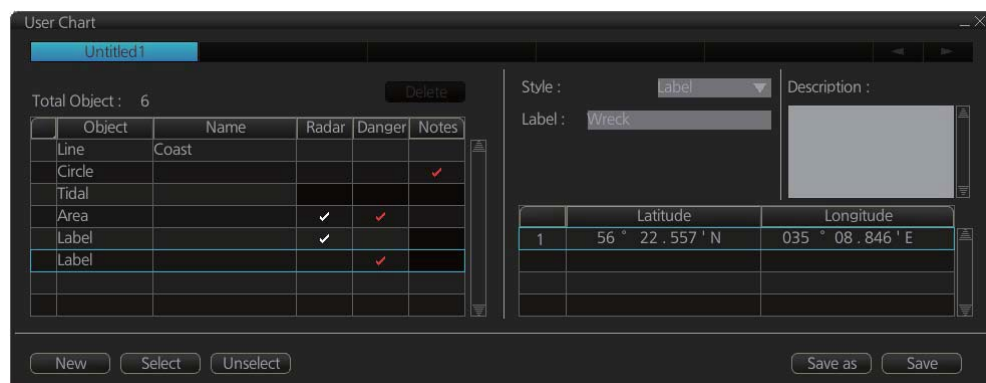 User Chart
Untitled1
Total Object : 6
Delete
Object Name Radar Danger Notes
Line Coast
Circle
Tidal
Area
Label
Label
Style : Label
Label : Wreck
Description :
Latitude Longitude
1 56 ° 22 . 557 ' N 035 ° 08 . 846 ' E
New Select Unselect
Save as Save